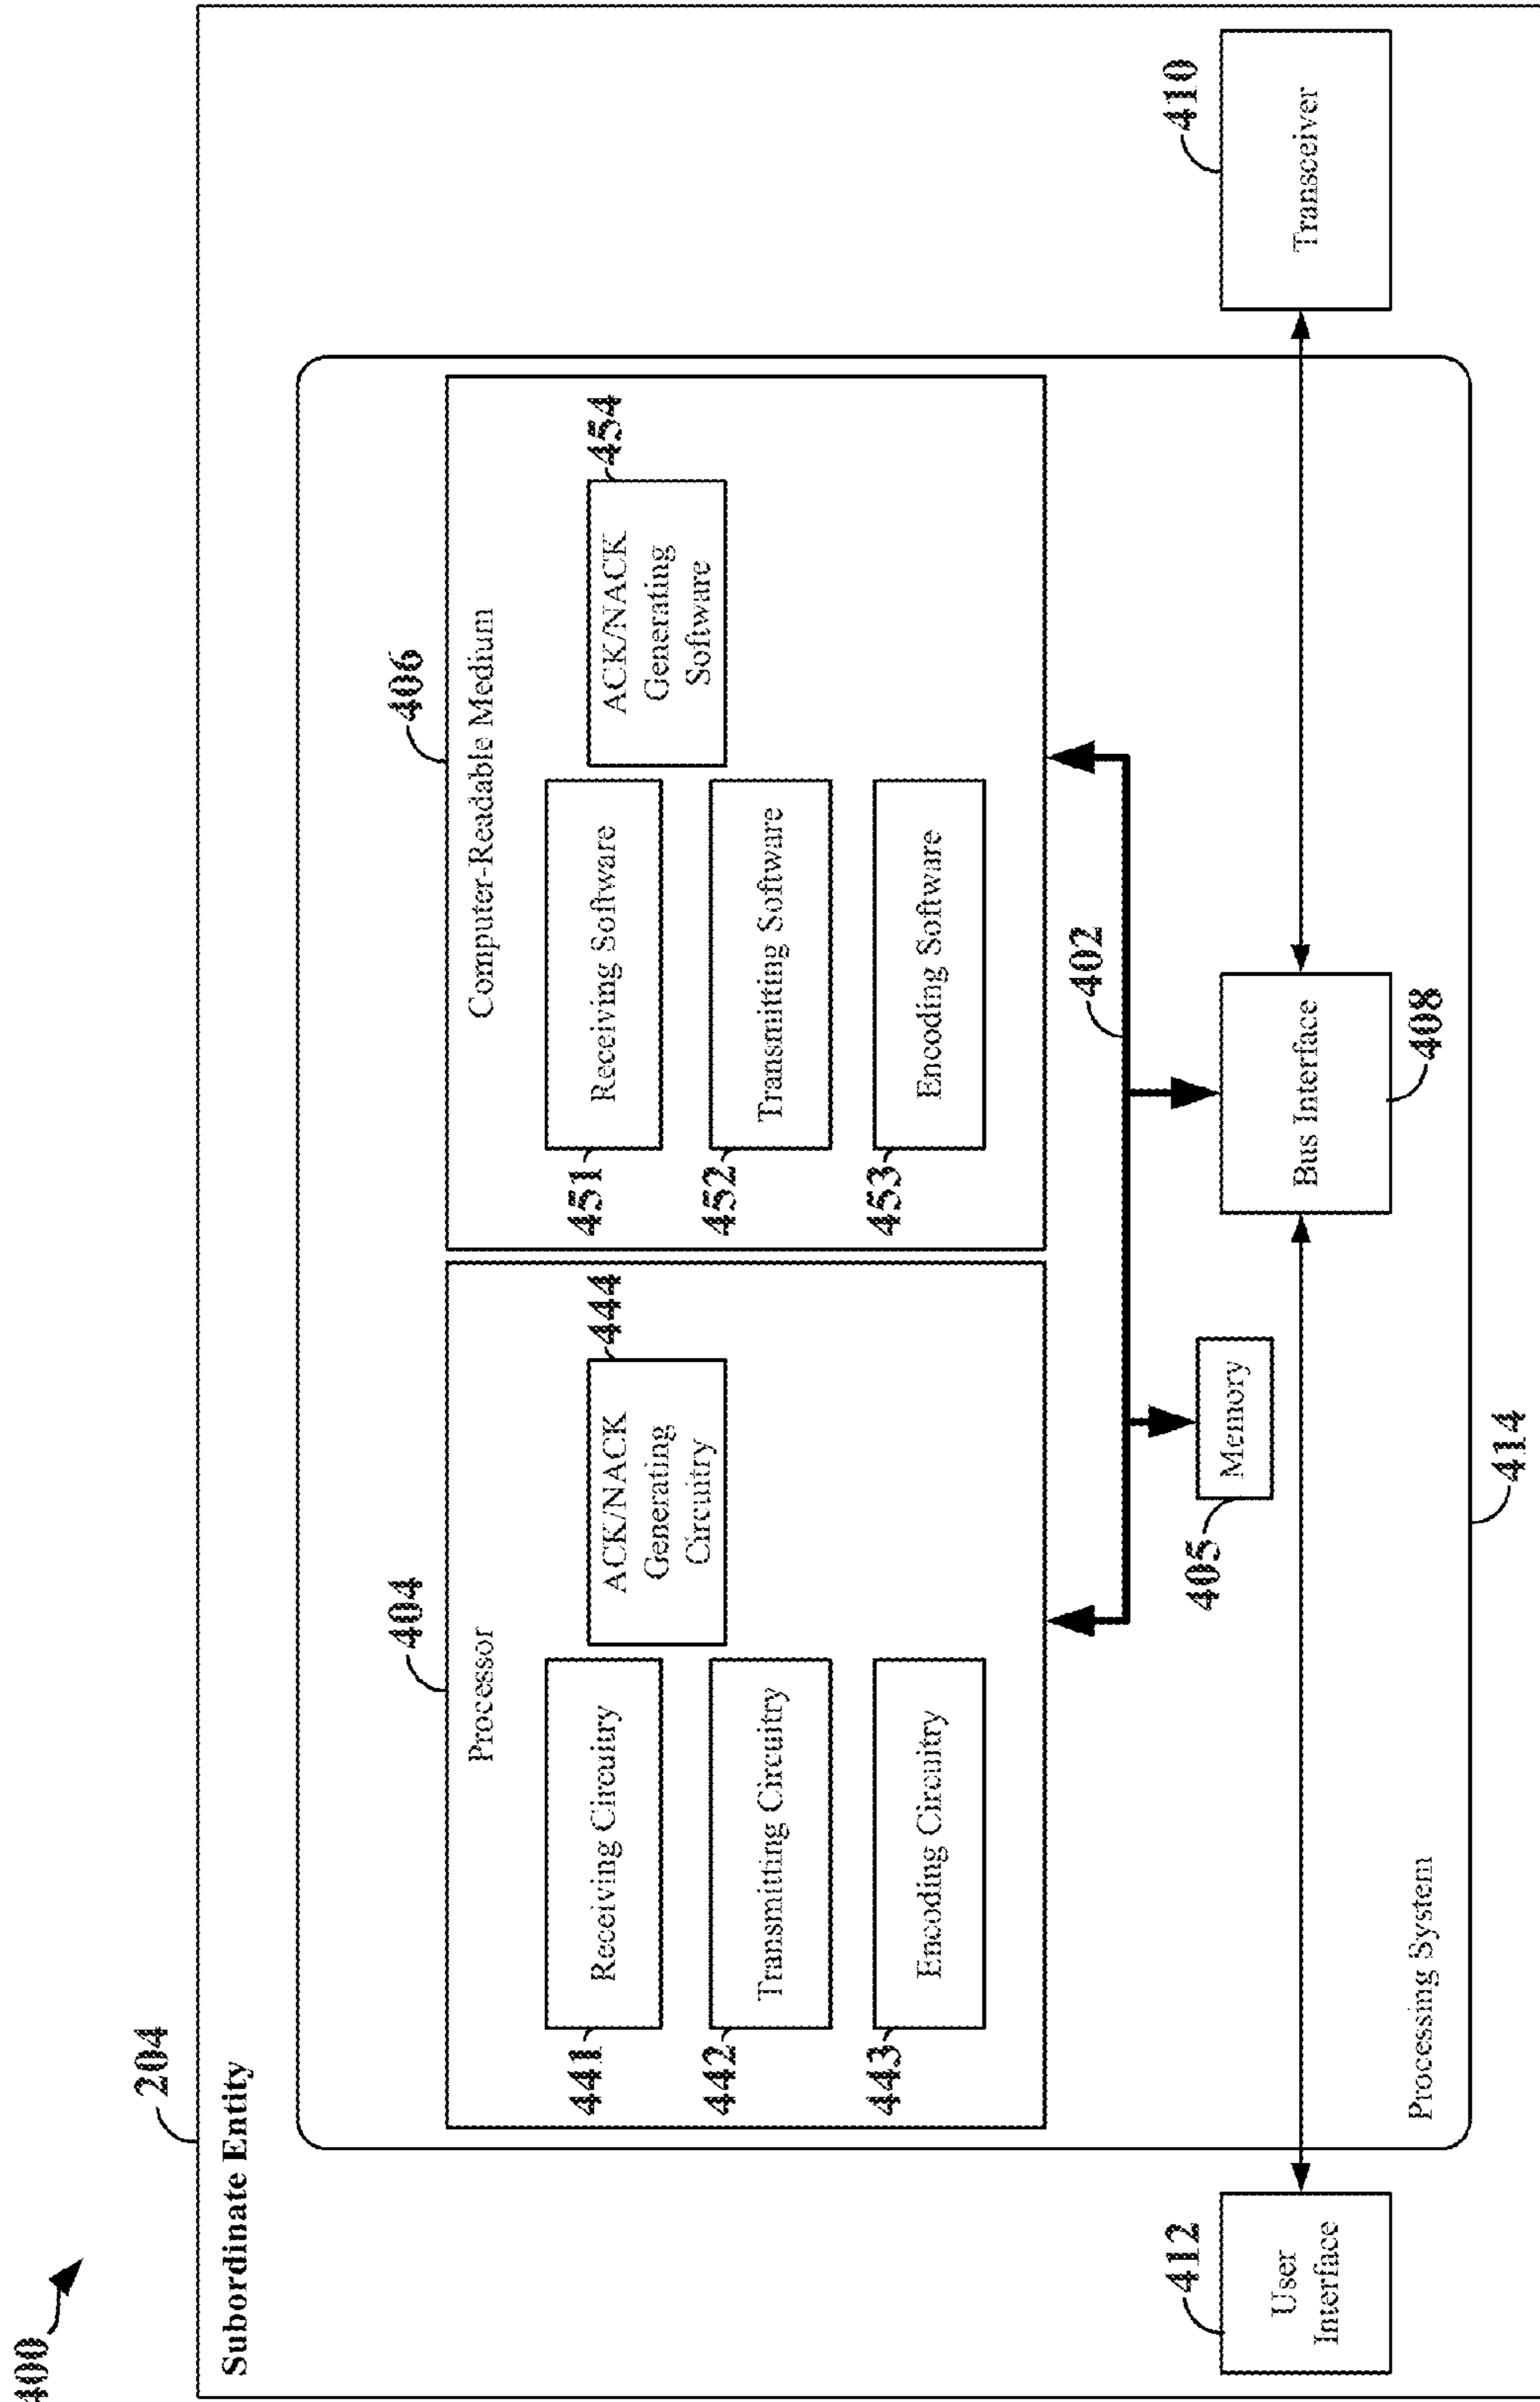 400
204
Subordinate Entity
404
406
Processor
Computer-Readable Medium
441
Receiving Circuitry
ACK/NACK
Generating
Circuitry
444
451
Receiving Software
ACK/NACK
Generating
Software
454
442
Transmitting Circuitry
452
Transmitting Software
443
Encoding Circuitry
453
Encoding Software
402
412
User
Interface
405
Memory
Bus Interface
408
410
Transceiver
Processing System
414